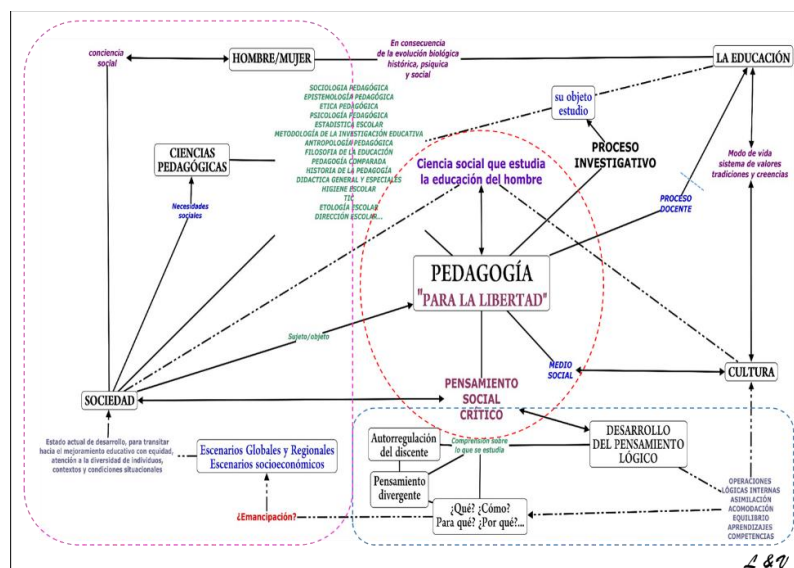 conciencia
social
HOMBRE/MUJER
En consecuencia
de la evolución biológica
histórica, psíquica
y social
LA EDUCACIÓN
SOCIOLOGIA PEDAGÓGICA
EPISTEMOLOGÍA PEDAGÓGICA
ETICA PEDAGÓGICA
PSICOLOGÍA PEDAGÓGICA
ESTADISTICA ESCOLAR
METODOLOGÍA DE LA INVESTIGACIÓN EDUCATIVA
ANTROPOLOGÍA PEDAGÓGICA
FILOSOFIA DE LA EDUCACIÓN
PEDAGOGÍA COMPARADA
HISTORIA DE LA PEDAGOGÍA
DIDACTICA GENERAL Y ESPECIALES
HIGIENE ESCOLAR
TIC
ETOLOGÍA ESCOLAR
DIRECCIÓN ESCOLAR...
su objeto
estudio
CIENCIAS
PEDAGÓGICAS
PROCESO
INVESTIGATIVO
Ciencia social que estudia
la educación del hombre
Modo de vida
sistema de valores
tradiciones y creencias
Necesidades
sociales
PROCESO
DOCENTE
PEDAGOGÍA
"PARA LA LIBERTAD"
Sujeto/objeto
MEDIO
SOCIAL
CULTURA
SOCIEDAD
PENSAMIENTO
SOCIAL
CRÍTICO
Estado actual de desarrollo, para transitar
hacia el mejoramiento educativo con equidad,
atención a la diversidad de individuos,
contextos y condiciones situacionales
Escenarios Globales y Regionales
Escenarios socioeconómicos
Autorregulación
del discente
Comprensión sobre
lo que se estudia
DESARROLLO
DEL PENSAMIENTO
LÓGICO
Pensamiento
divergente
¿Qué? ¿Cómo?
Para qué? ¿Por qué?...
¿Emancipación?
OPERACIONES
LÓGICAS INTERNAS
ASIMILACIÓN
ACOMODACIÓN
EQUILIBRIO
APRENDIZAJES
COMPETENCIAS
L & V